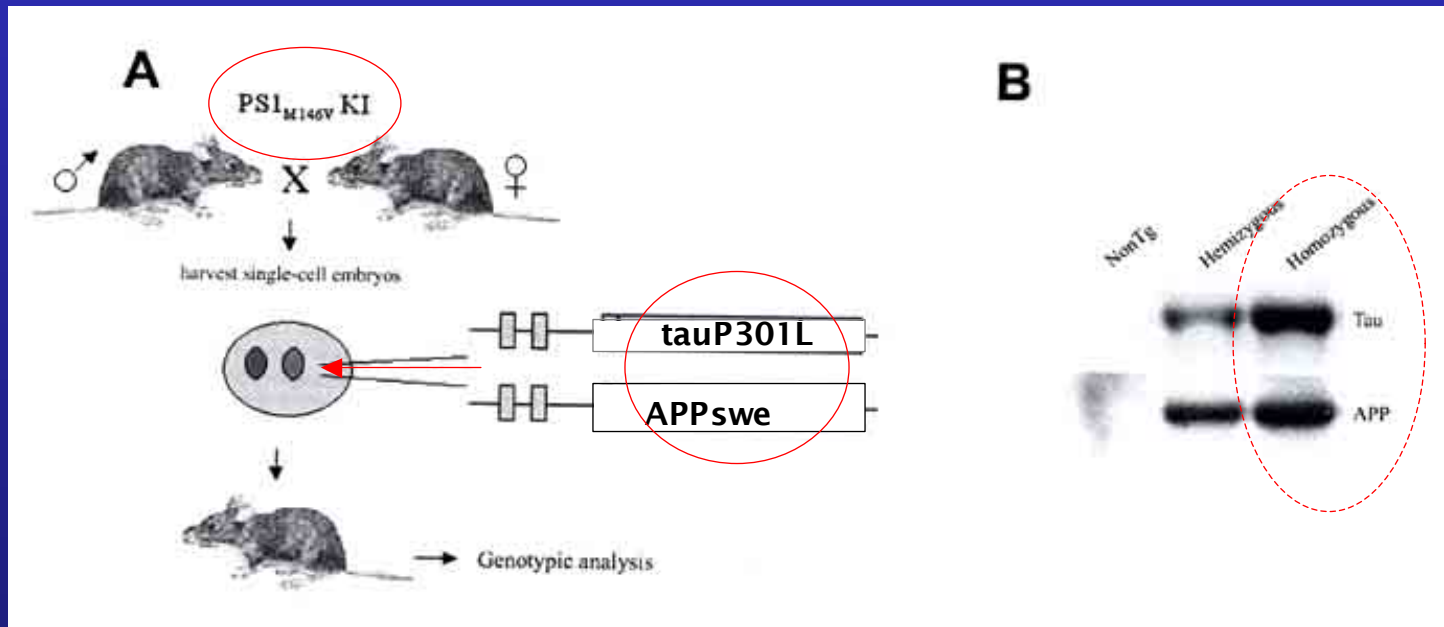 A
PS1M146V KI
♂ X ♀
harvest single-cell embryos
tauP301L
APPswe
Genotypic analysis
B
NonTg
Hemizygous
Homozygous
Tau
APP